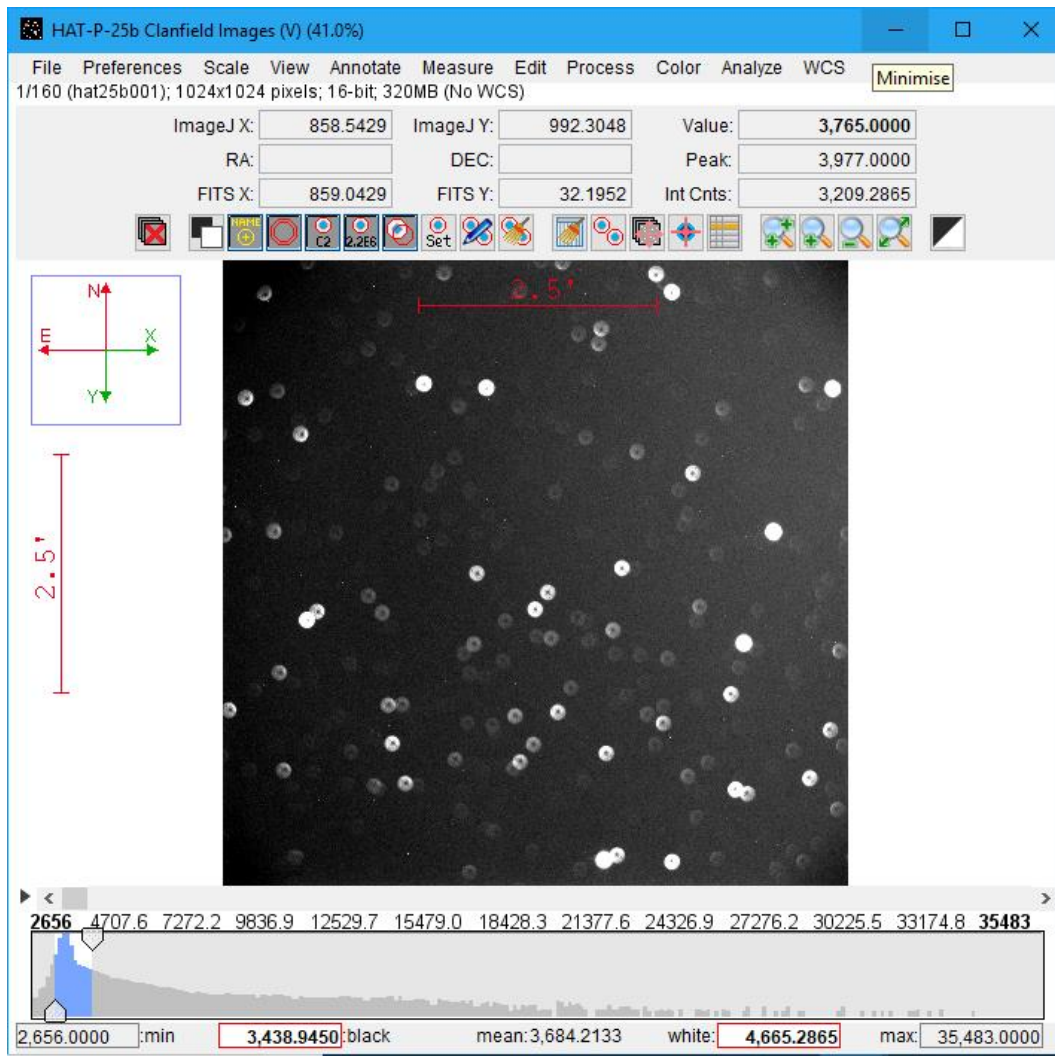 HAT-P-25b Clanfield Images (V) (41.0%)
File Preferences Scale View Annotate Measure Edit Process Color Analyze WCS
Minimise
1/160 (hat25b001); 1024x1024 pixels; 16-bit; 320MB (No WCS)
ImageJ X: 858.5429 ImageJ Y: 992.3048 Value: 3,765.0000
RA: DEC: Peak: 3,977.0000
FITS X: 859.0429 FITS Y: 32.1952 Int Cnts: 3,209.2865
NAME C2 2.2E6 Set
N
E X
Y
2.5'
2.5'
2656 4707.6 7272.2 9836.9 12529.7 15479.0 18428.3 21377.6 24326.9 27276.2 30225.5 33174.8 35483
2,656.0000 :min 3,438.9450 :black mean:3,684.2133 white: 4,665.2865 max: 35,483.0000